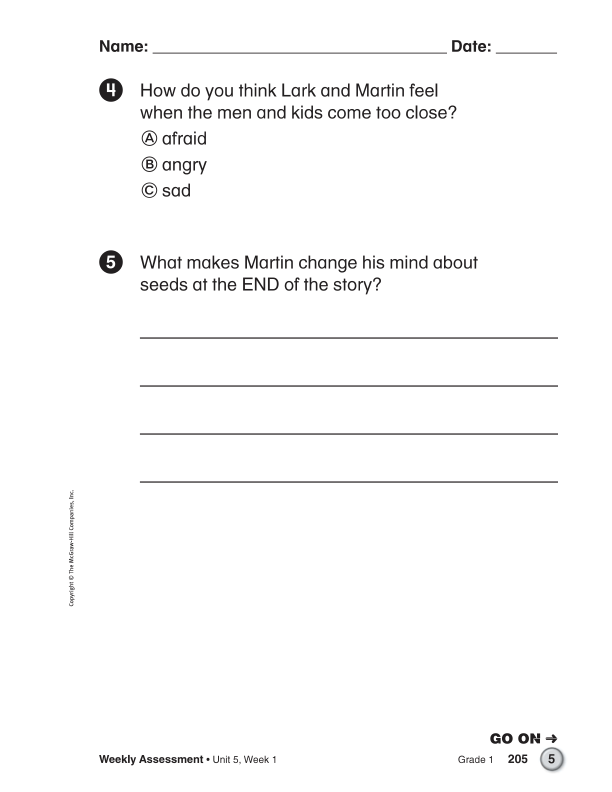 Name: ______________________________ Date: ______
4 How do you think Lark and Martin feel
when the men and kids come too close?
A afraid
B angry
C sad
5 What makes Martin change his mind about
seeds at the END of the story?
Copyright © The McGraw-Hill Companies, Inc.
GO ON ➜
Weekly Assessment • Unit 5, Week 1 Grade 1 205 5